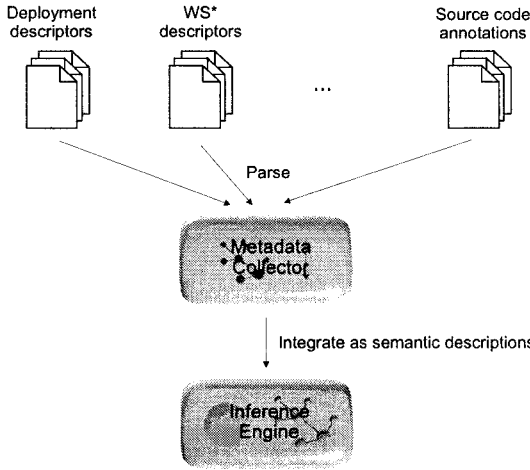 Deployment
descriptors
WS*
descriptors
Source code
annotations
...
Parse
Metadata
Collector
Integrate as semantic descriptions
Inference
Engine